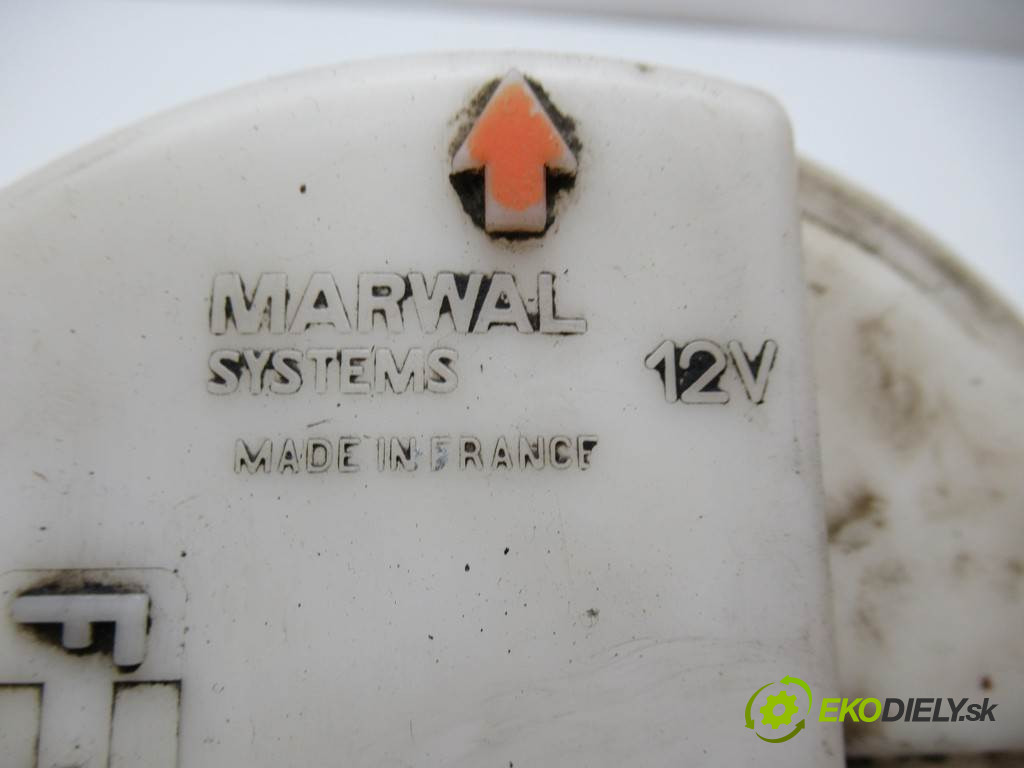 MARWAL
SYSTEMS
12V
MADE IN FRANCE
F
EKODIELY.sk